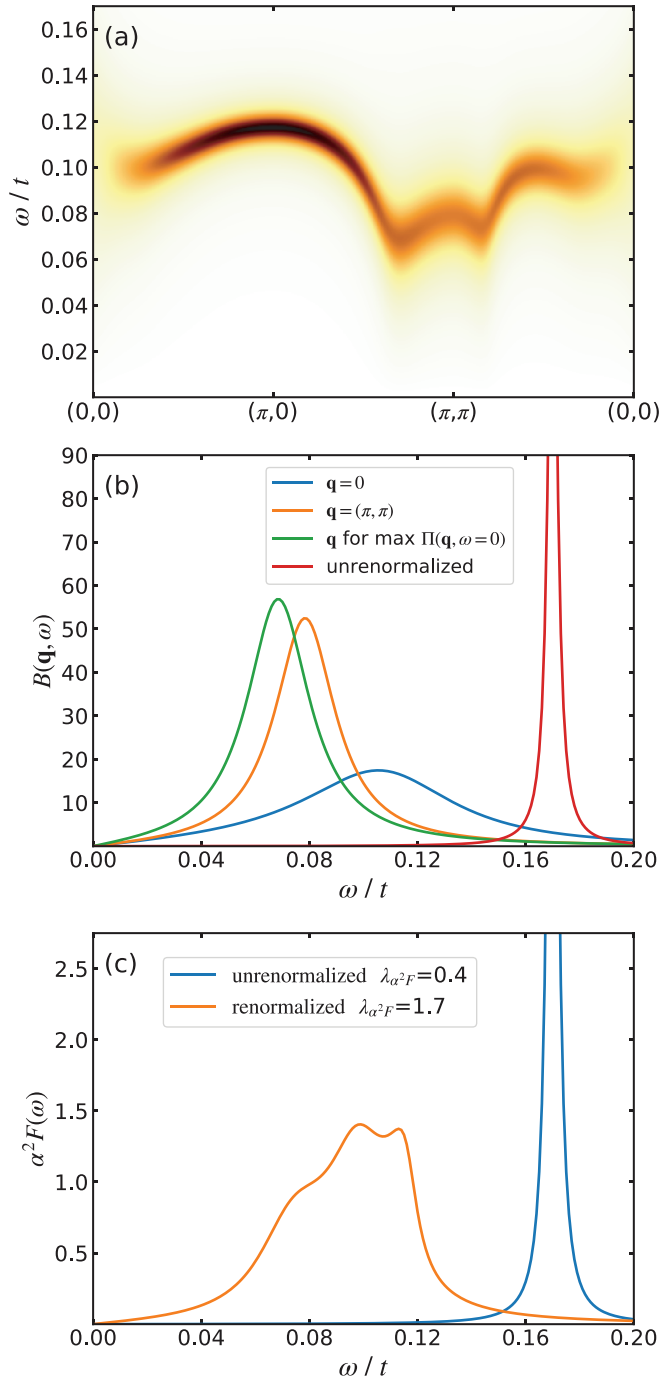 (a)
0.16
0.14
0.12
0.10
0.08
0.06
0.04
0.02
ω / t
(0,0) (π,0) (π,π) (0,0)
(b)
90
80
70
60
50
40
30
20
10
B(q, ω)
q = 0
q = (π, π)
q for max Π(q, ω = 0)
unrenormalized
0.00 0.04 0.08 0.12 0.16 0.20
ω / t
(c)
2.5
2.0
1.5
1.0
0.5
α²F(ω)
unrenormalized λα²F=0.4
renormalized λα²F=1.7
0.00 0.04 0.08 0.12 0.16 0.20
ω / t